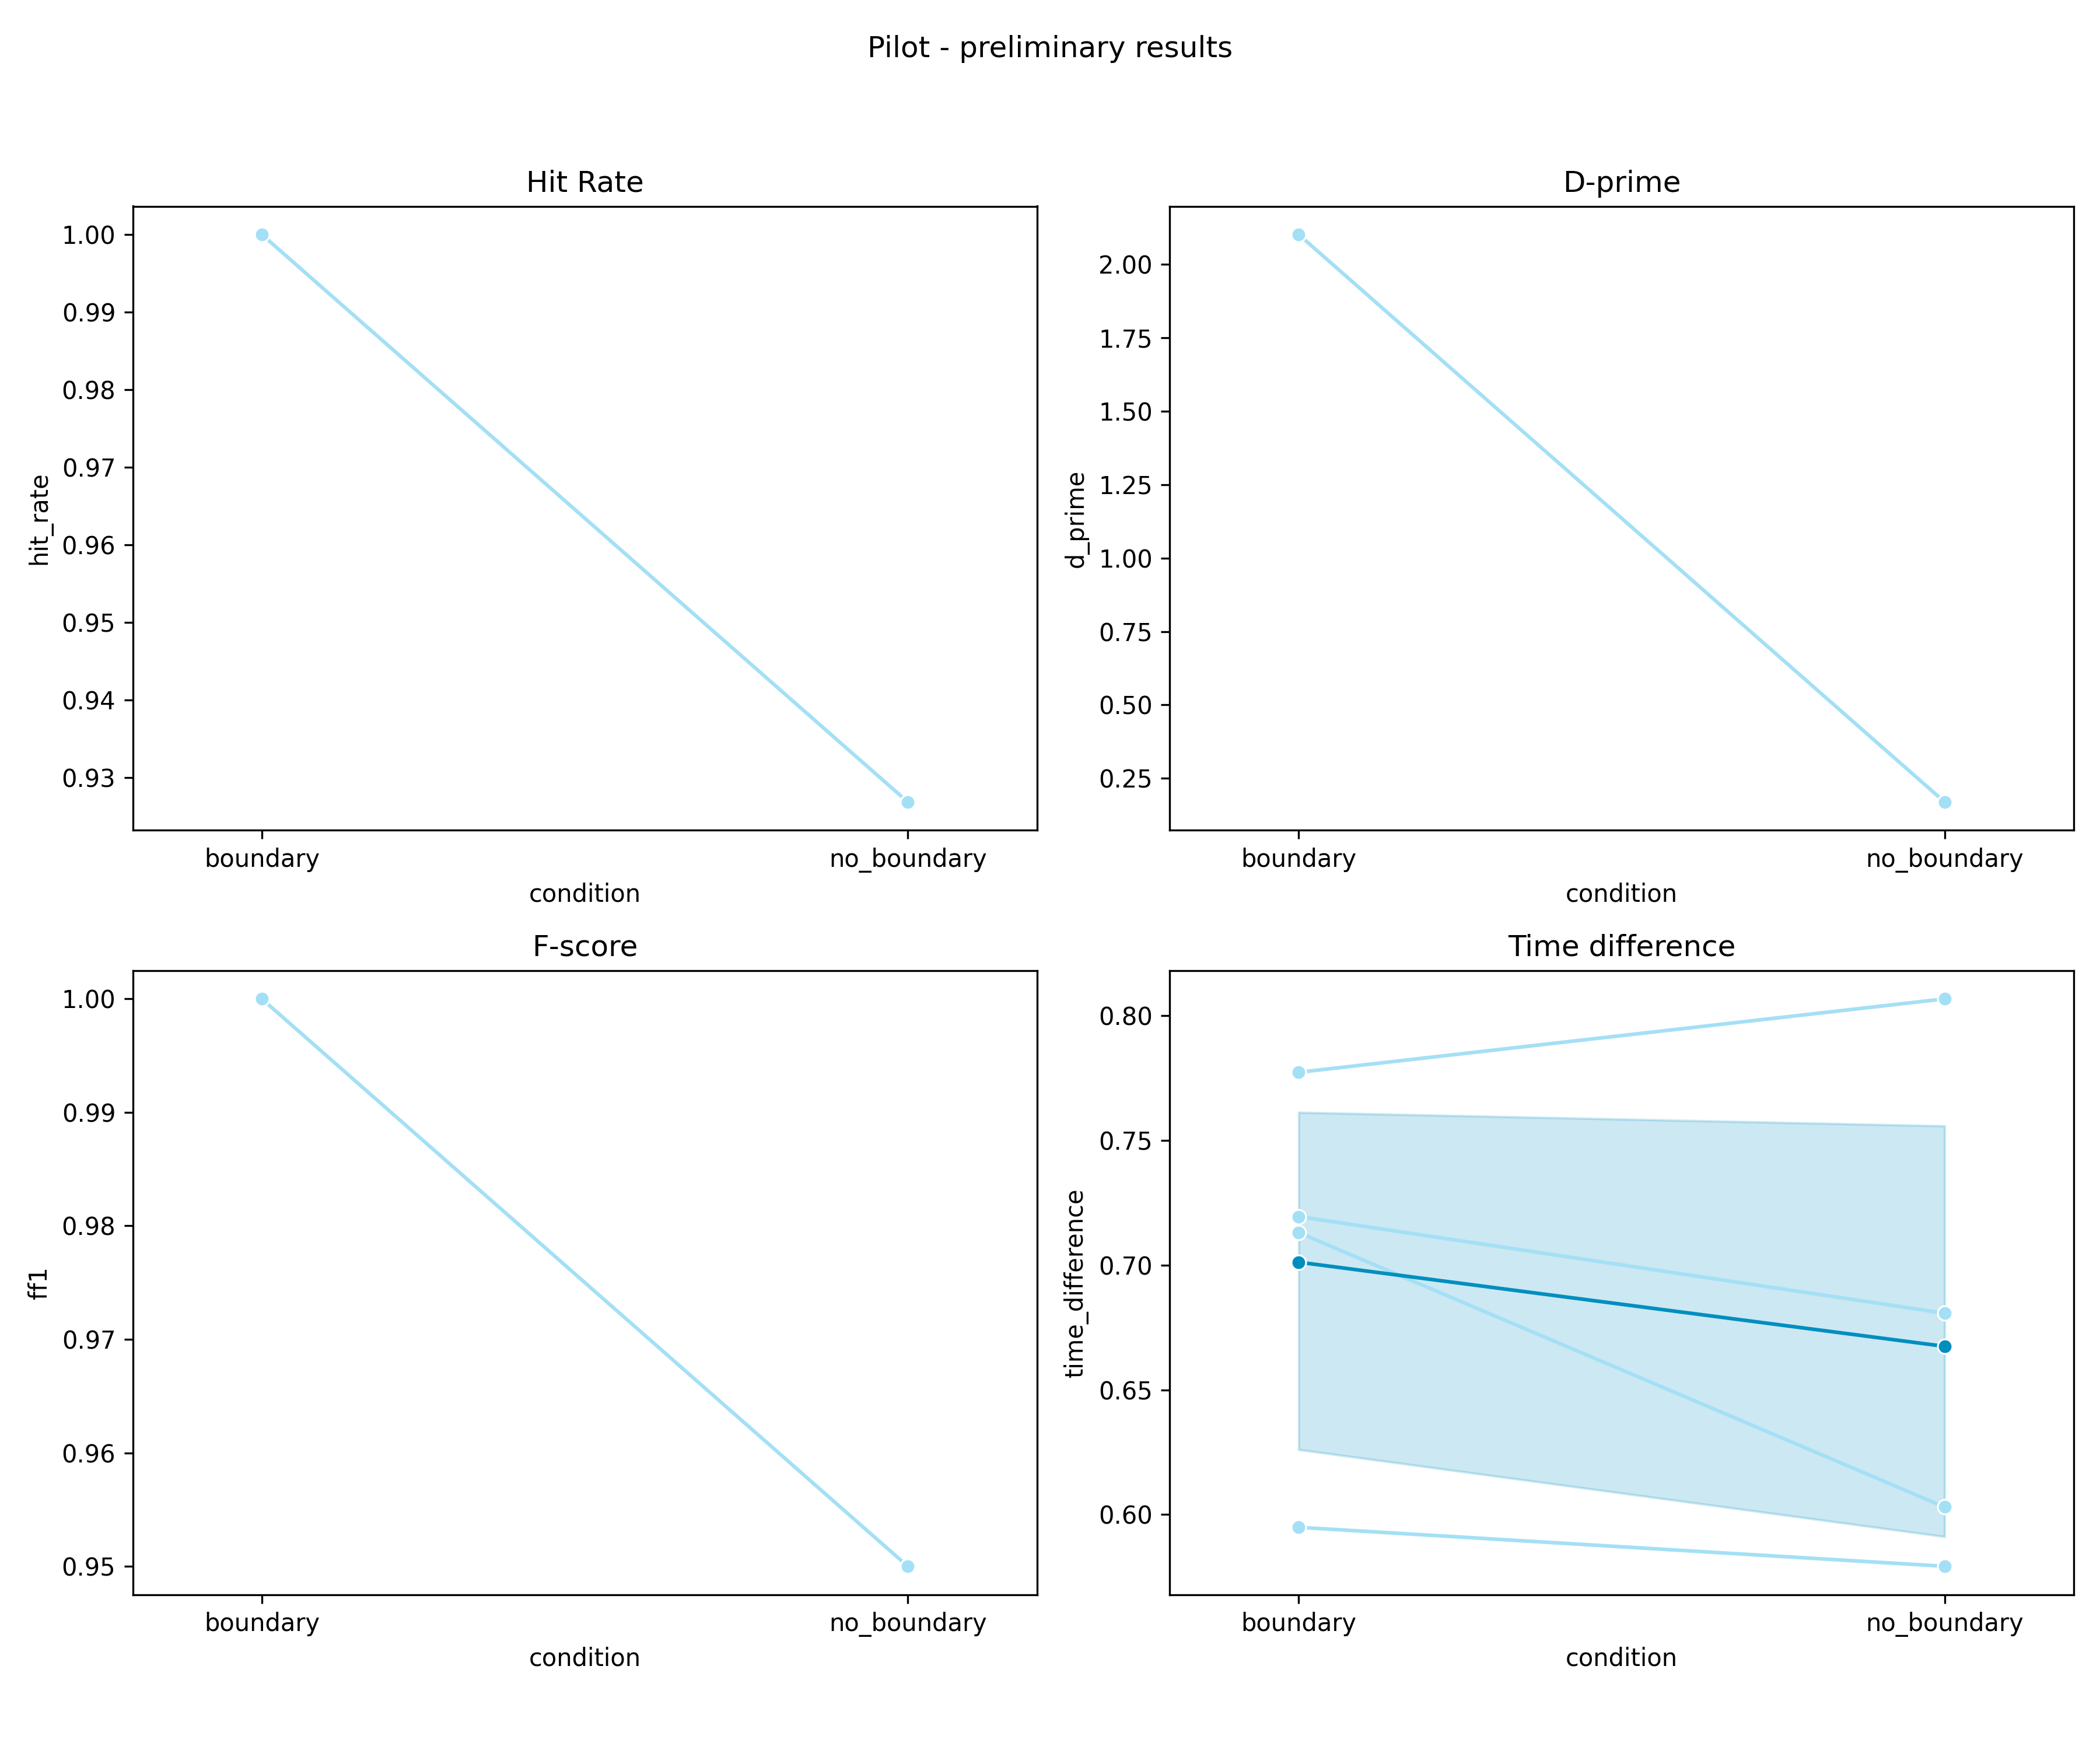 Pilot - preliminary results
Hit Rate
hit_rate
1.00
0.99
0.98
0.97
0.96
0.95
0.94
0.93
boundary
no_boundary
condition
D-prime
d_prime
2.00
1.75
1.50
1.25
1.00
0.75
0.50
0.25
boundary
no_boundary
condition
F-score
ff1
1.00
0.99
0.98
0.97
0.96
0.95
boundary
no_boundary
condition
Time difference
time_difference
0.80
0.75
0.70
0.65
0.60
boundary
no_boundary
condition